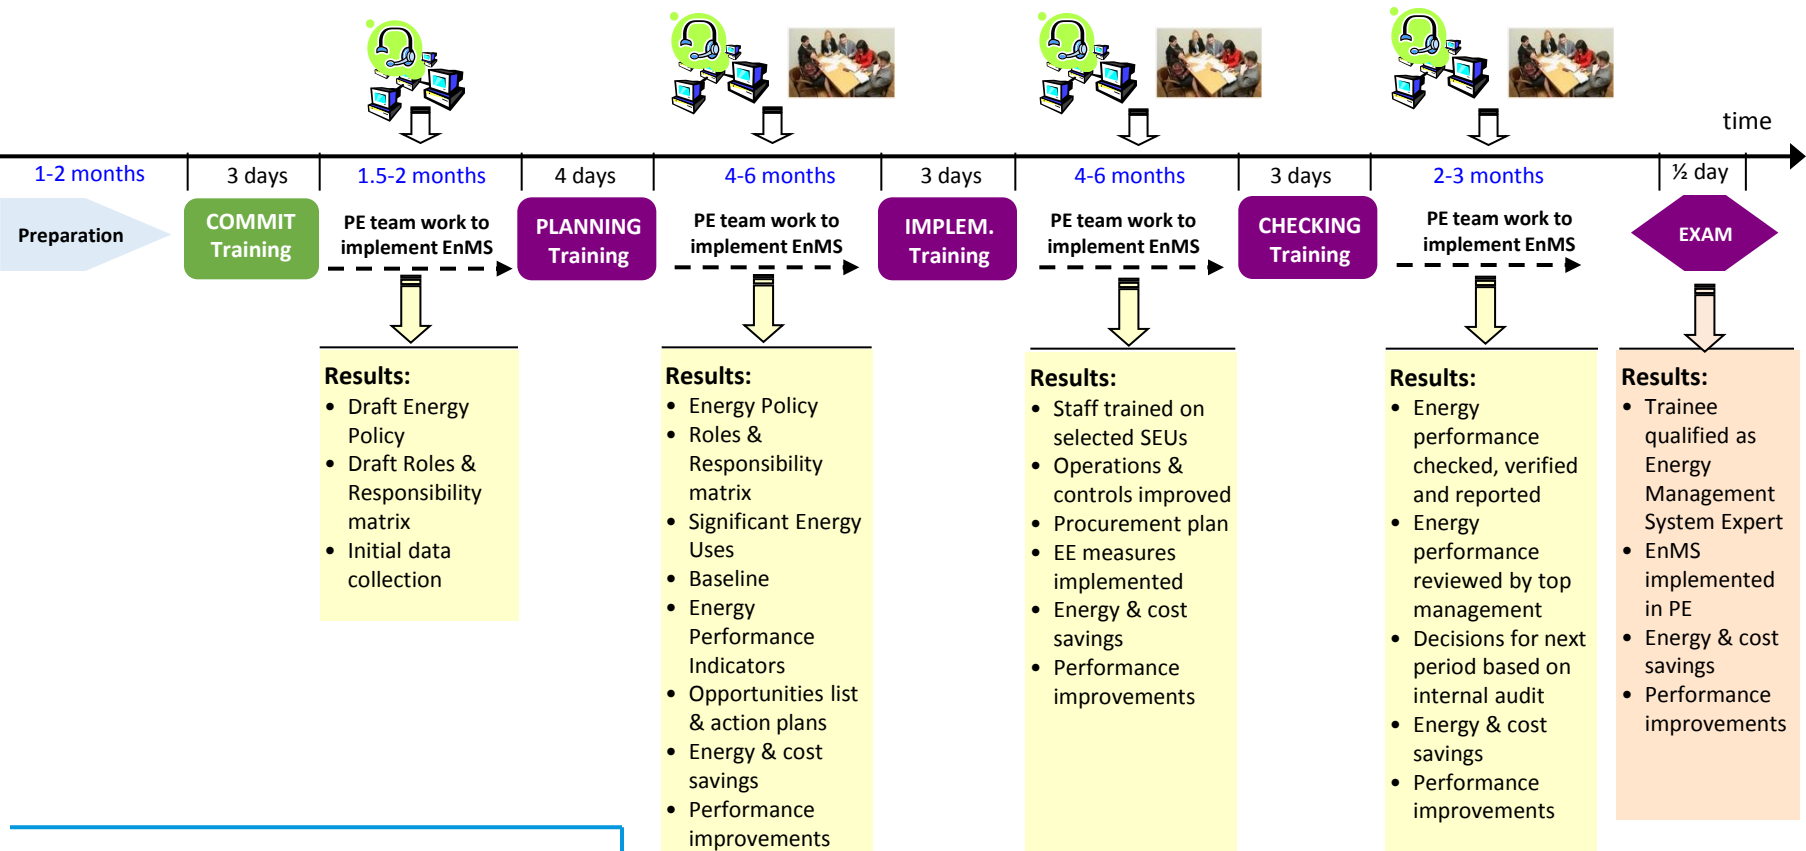 time
1-2 months
3 days
1.5-2 months
4 days
4-6 months
3 days
4-6 months
3 days
2-3 months
½ day
Preparation
COMMIT
Training
PE team work to
implement EnMS
PLANNING
Training
PE team work to
implement EnMS
IMPLEM.
Training
PE team work to
implement EnMS
CHECKING
Training
PE team work to
implement EnMS
EXAM
Results:
• Draft Energy
Policy
• Draft Roles &
Responsibility
matrix
• Initial data
collection
Results:
• Energy Policy
• Roles &
Responsibility
matrix
• Significant Energy
Uses
• Baseline
• Energy
Performance
Indicators
• Opportunities list
& action plans
• Energy & cost
savings
• Performance
improvements
Results:
• Staff trained on
selected SEUs
• Operations &
controls improved
• Procurement plan
• EE measures
implemented
• Energy & cost
savings
• Performance
improvements
Results:
• Energy
performance
checked, verified
and reported
• Energy
performance
reviewed by top
management
• Decisions for next
period based on
internal audit
• Energy & cost
savings
• Performance
improvements
Results:
• Trainee
qualified as
Energy
Management
System Expert
• EnMS
implemented
in PE
• Energy & cost
savings
• Performance
improvements